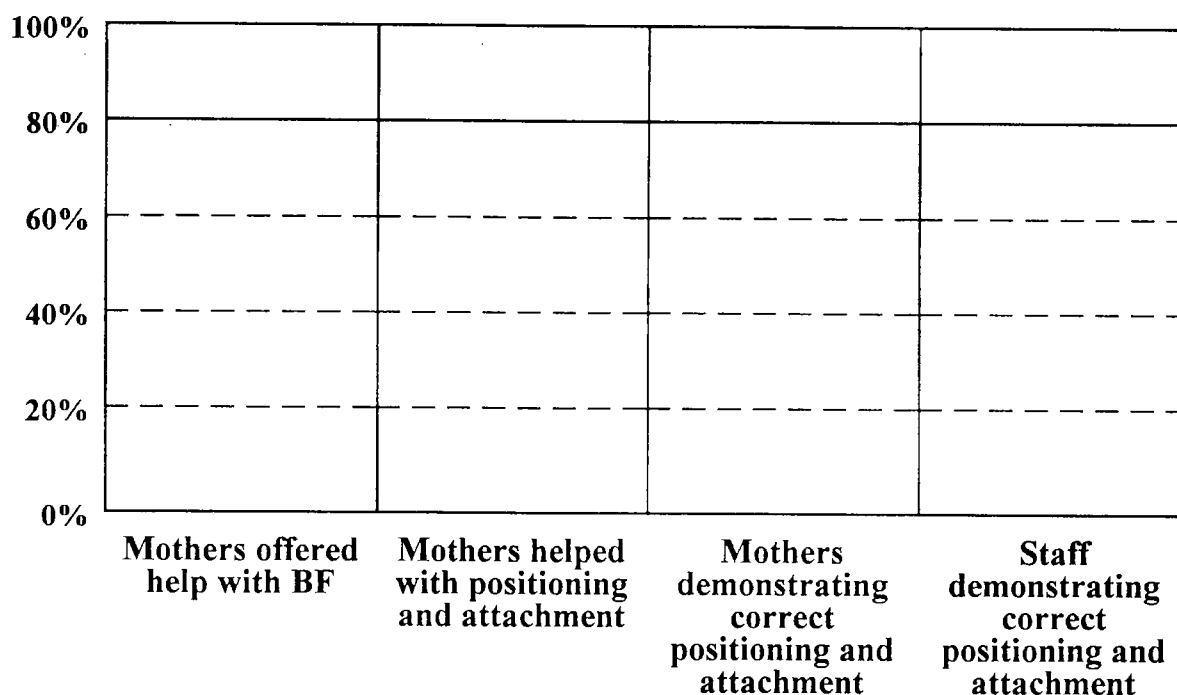 100%
80%
60%
40%
20%
0%
Mothers offered
help with BF
Mothers helped
with positioning
and attachment
Mothers
demonstrating
correct
positioning and
attachment
Staff
demonstrating
correct
positioning and
attachment